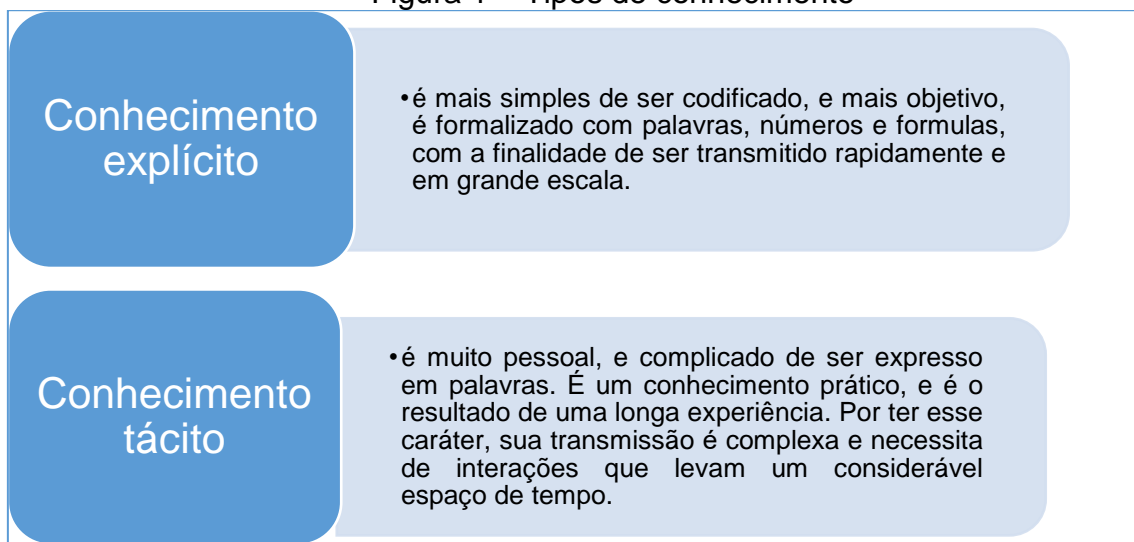 Conhecimento
explícito
•é mais simples de ser codificado, e mais objetivo,
é formalizado com palavras, números e formulas,
com a finalidade de ser transmitido rapidamente e
em grande escala.
Conhecimento
tácito
•é muito pessoal, e complicado de ser expresso
em palavras. É um conhecimento prático, e é o
resultado de uma longa experiência. Por ter esse
caráter, sua transmissão é complexa e necessita
de interações que levam um considerável
espaço de tempo.